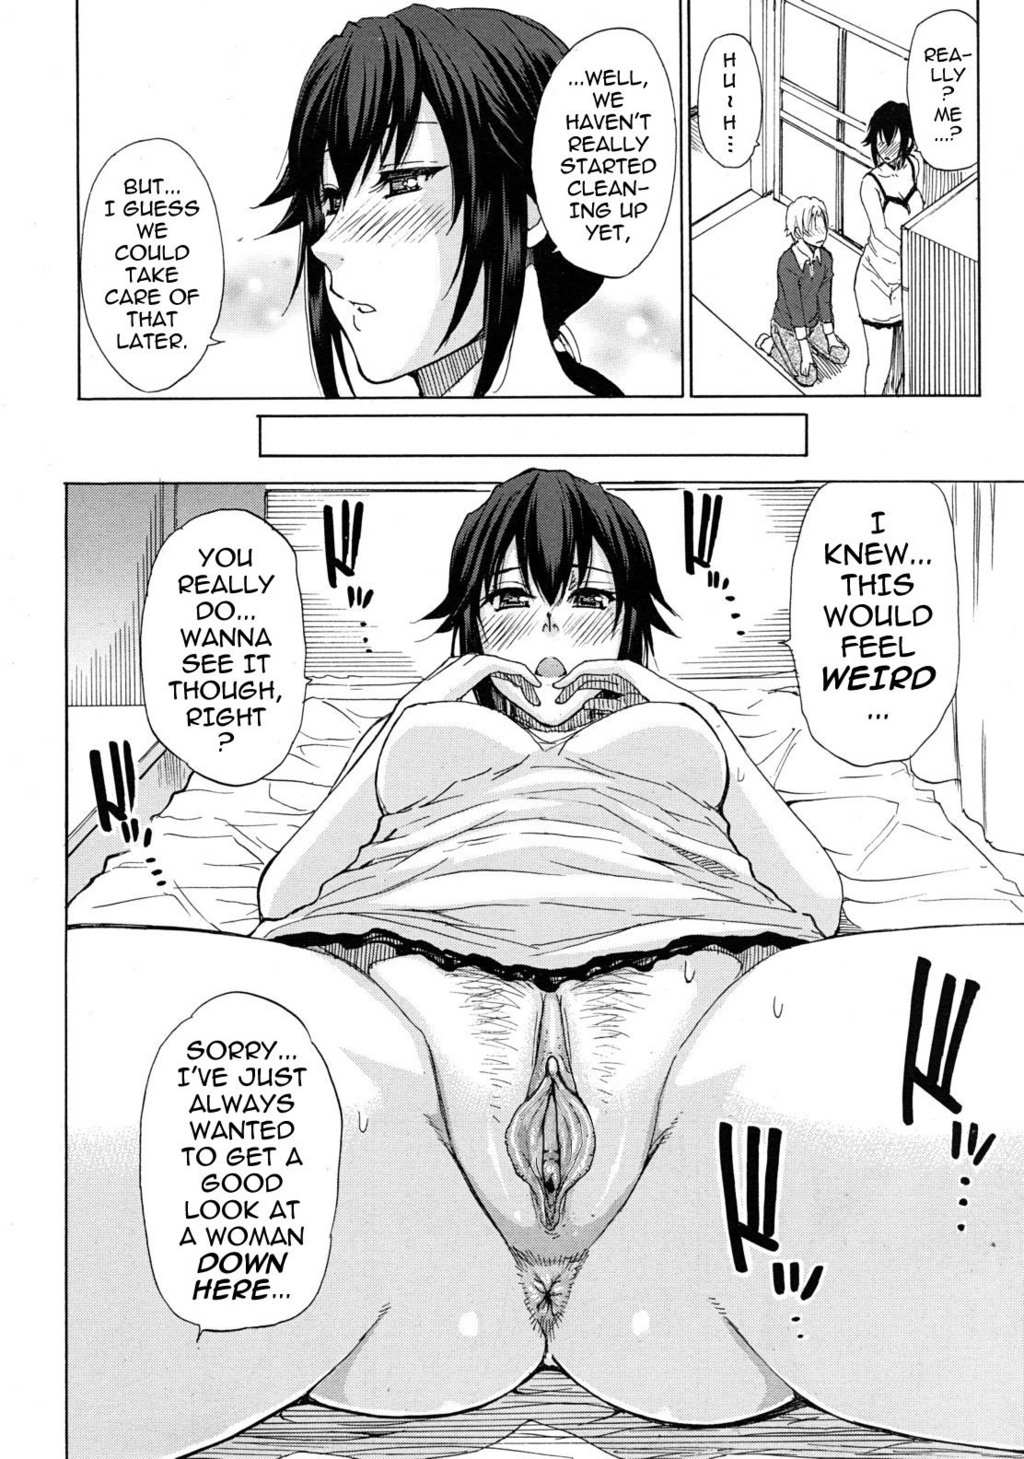 REA-
LLY
?
ME
...?
HU~H...
...WELL,
WE
HAVEN'T
REALLY
STARTED
CLEAN-
ING UP
YET,
BUT...
I GUESS
WE
COULD
TAKE
CARE OF
THAT
LATER.
I
KNEW...
THIS
WOULD
FEEL
WEIRD
...
YOU
REALLY
DO...
WANNA
SEE IT
THOUGH,
RIGHT
?
SORRY...
I'VE JUST
ALWAYS
WANTED
TO GET A
GOOD
LOOK AT
A WOMAN
DOWN
HERE...